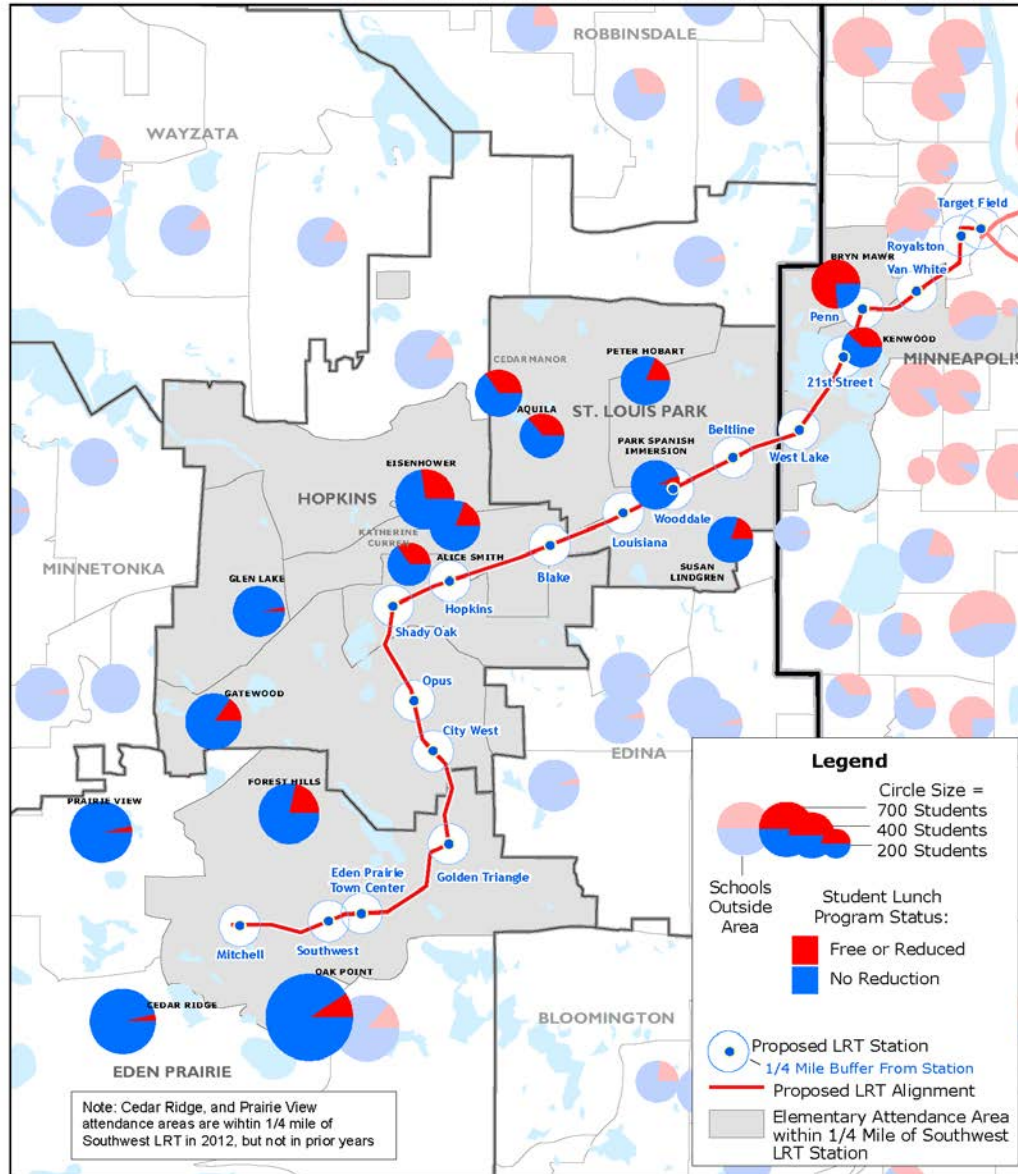 ROBBINSDALE
WAYZATA
Target Field
Royalston
BRYN MAWR
Van White
Penn
KENWOOD
MINNEAPOLIS
21st Street
CEDAR MANOR
PETER HOBART
ST. LOUIS PARK
AQUILA
Beltline
PARK SPANISH
IMMERSION
West Lake
EISENHOWER
HOPKINS
Wooddale
Louisiana
KATHERINE
CURREN
ALICE SMITH
Blake
SUSAN
LINDGREN
MINNETONKA
GLEN LAKE
Hopkins
Shady Oak
Opus
GATEWOOD
City West
EDINA
FOREST HILLS
PRAIRIE VIEW
Golden Triangle
Eden Prairie
Town Center
Southwest
Mitchell
OAK POINT
CEDAR RIDGE
BLOOMINGTON
EDEN PRAIRIE
Note: Cedar Ridge, and Prairie View
attendance areas are wihtin 1/4 mile of
Southwest LRT in 2012, but not in prior years
Legend
Circle Size =
700 Students
400 Students
200 Students
Schools
Outside
Area
Student Lunch
Program Status:
Free or Reduced
No Reduction
Proposed LRT Station
1/4 Mile Buffer From Station
Proposed LRT Alignment
Elementary Attendance Area
within 1/4 Mile of Southwest
LRT Station